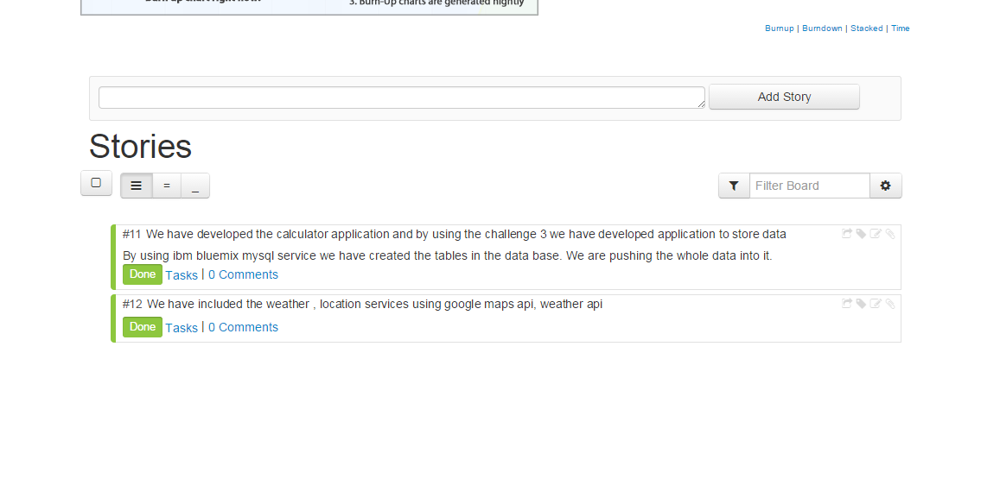 3. Burn-Up charts are generated nightly
Burnup | Burndown | Stacked | Time
Add Story
Stories
= _ Filter Board
#11 We have developed the calculator application and by using the challenge 3 we have developed application to store data
By using ibm bluemix mysql service we have created the tables in the data base. We are pushing the whole data into it.
Done Tasks | 0 Comments
#12 We have included the weather , location services using google maps api, weather api
Done Tasks | 0 Comments